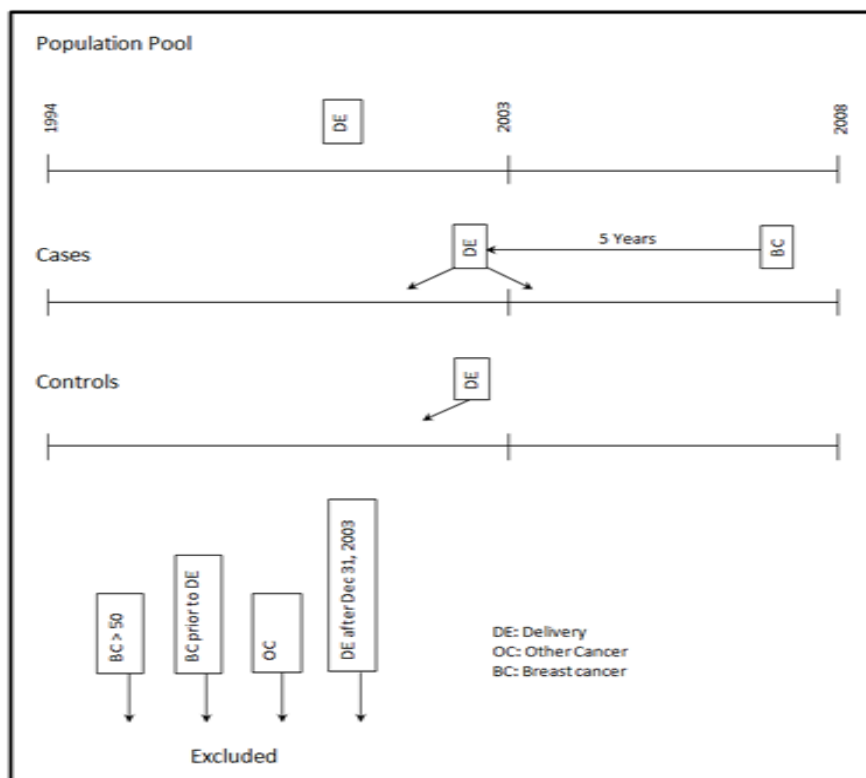 Population Pool
1994
DE
2003
2008
Cases
DE
5 Years
BC
Controls
DE
BC > 50
BC prior to DE
OC
DE after Dec 31, 2003
DE: Delivery
OC: Other Cancer
BC: Breast cancer
Excluded